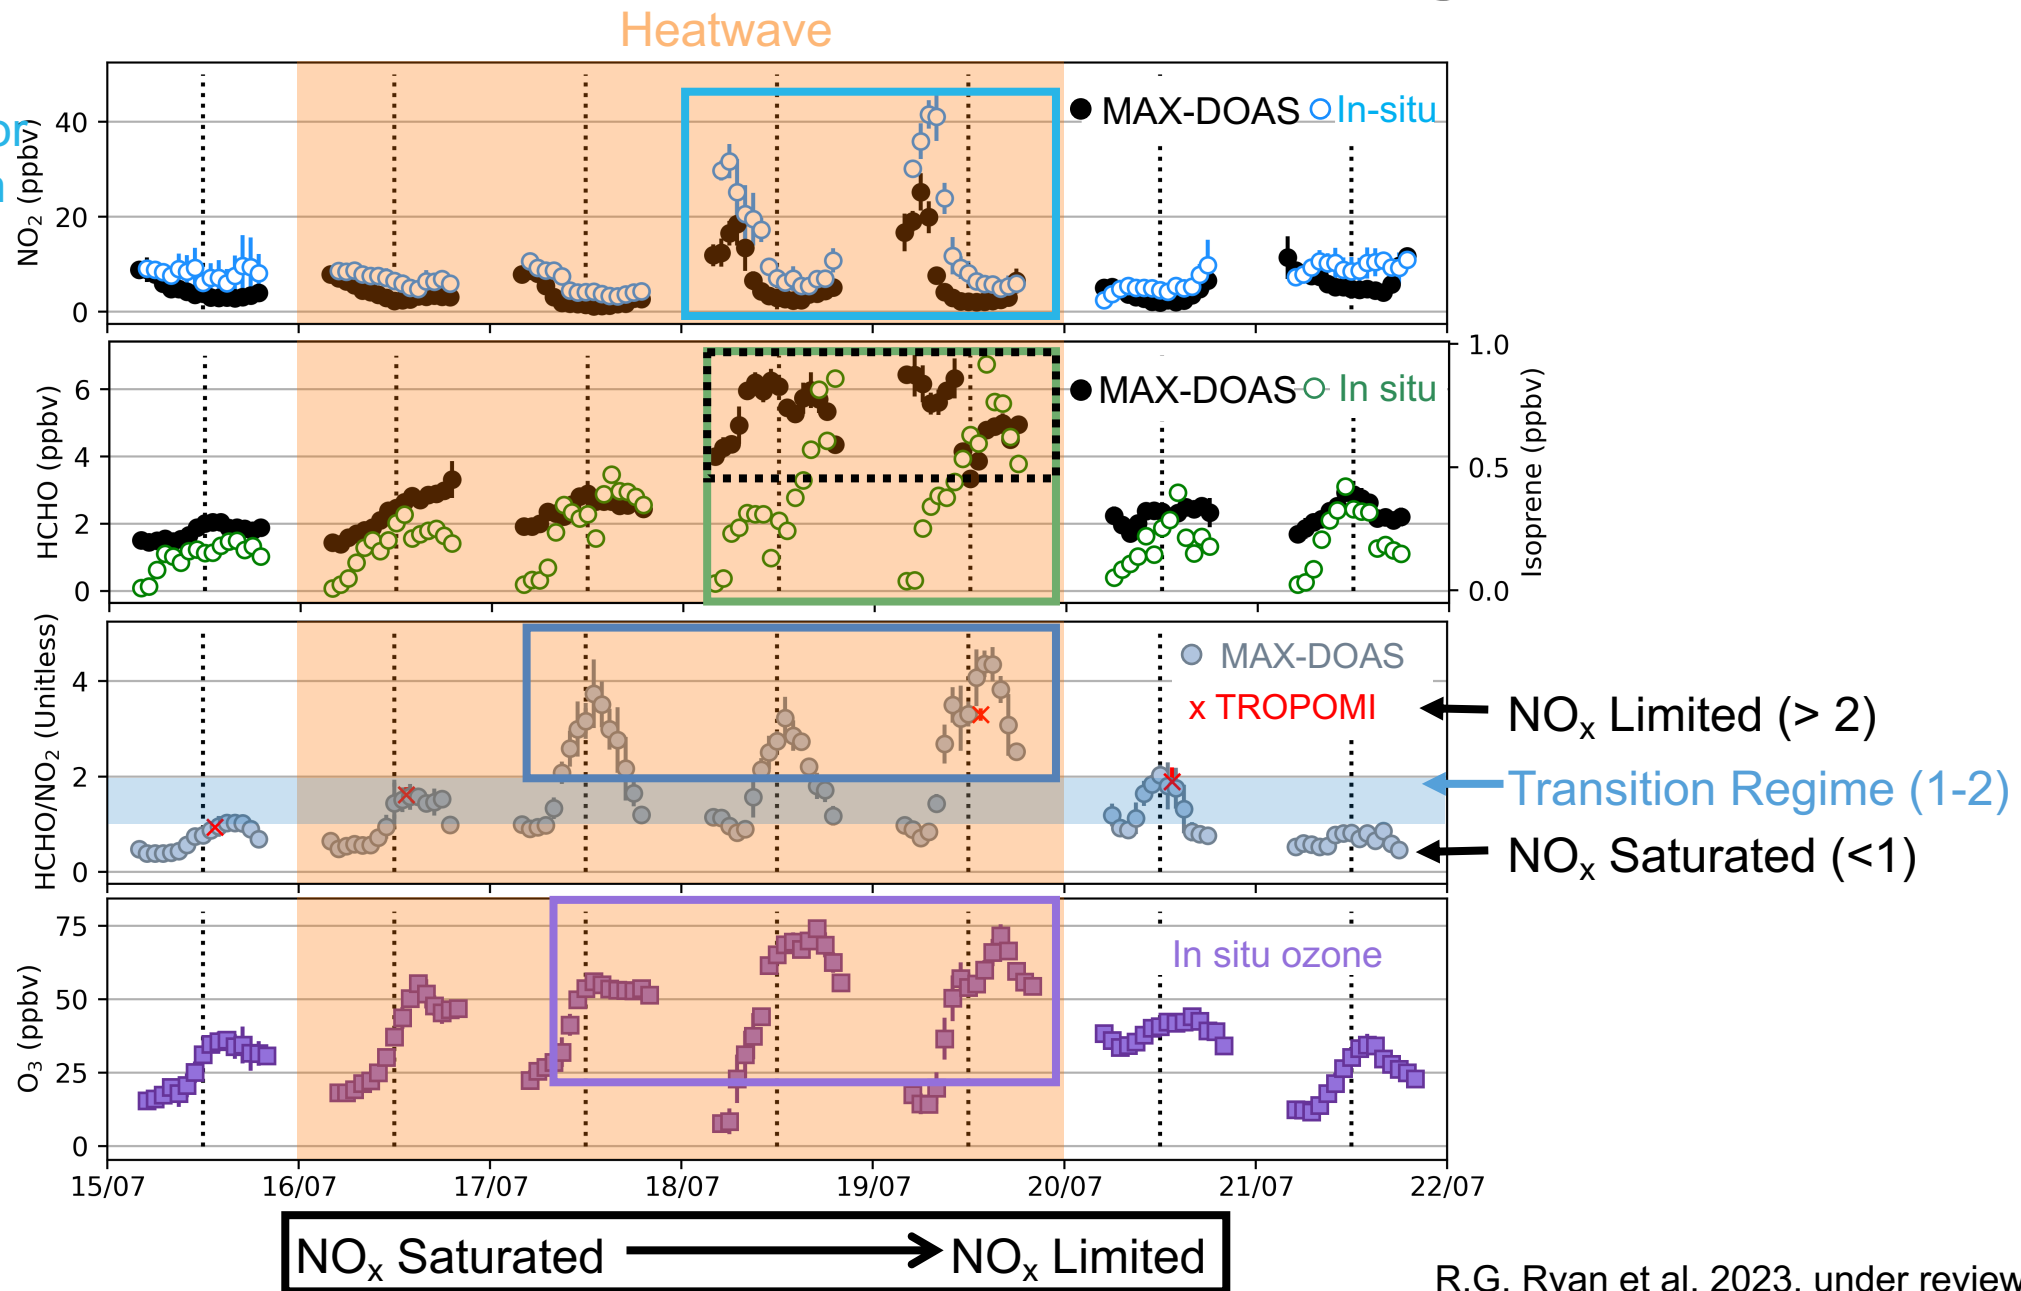 Heatwave
or
n
NO₂ (ppbv)
40
20
0
MAX-DOAS
In-situ
HCHO (ppbv)
6
4
2
0
MAX-DOAS
In situ
1.0
0.5
0.0
Isoprene (ppbv)
HCHO/NO₂ (Unitless)
4
2
0
MAX-DOAS
x TROPOMI
NOₓ Limited (> 2)
Transition Regime (1-2)
NOₓ Saturated (<1)
O₃ (ppbv)
75
50
25
0
In situ ozone
15/07 16/07 17/07 18/07 19/07 20/07 21/07 22/07
NOₓ Saturated NOₓ Limited
R.G. Ryan et al. 2023, under review